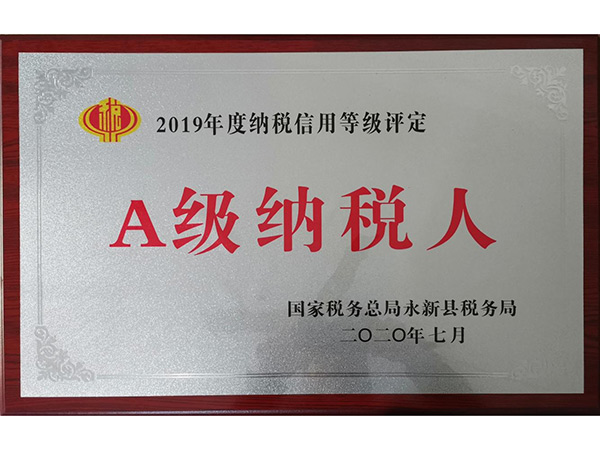 税
2019年度纳税信用等级评定
A级纳税人
国家税务总局永新县税务局
二〇二〇年七月